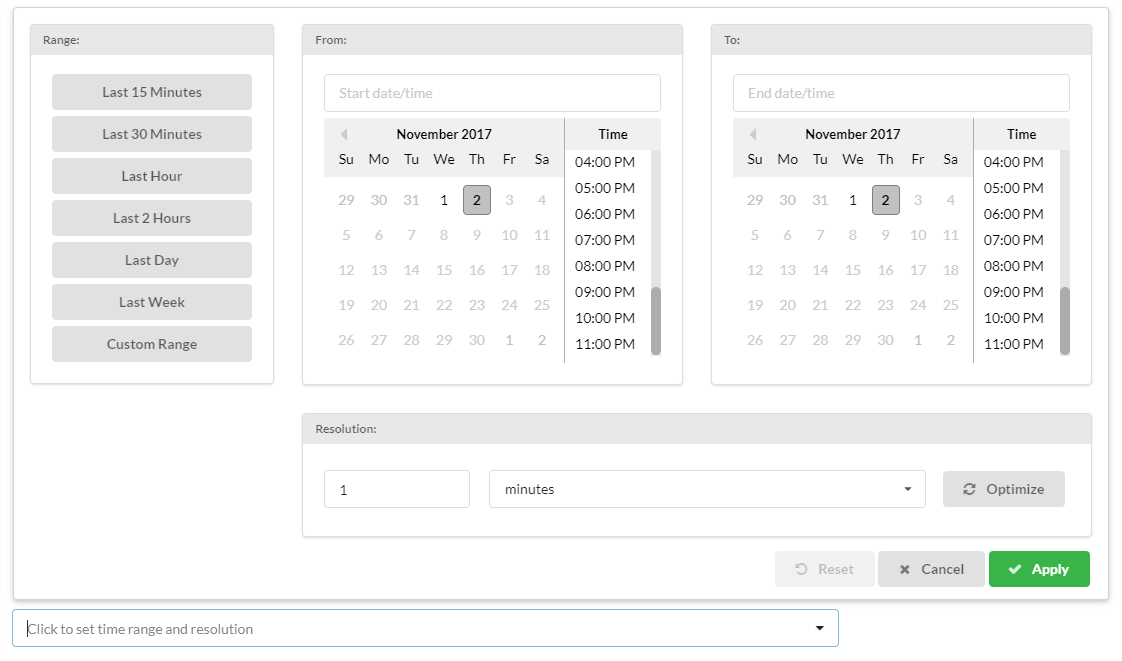 Range:
Last 15 Minutes
Last 30 Minutes
Last Hour
Last 2 Hours
Last Day
Last Week
Custom Range
From:
Start date/time
November 2017
Su Mo Tu We Th Fr Sa
29 30 31 1 2 3 4
5 6 7 8 9 10 11
12 13 14 15 16 17 18
19 20 21 22 23 24 25
26 27 28 29 30 1 2
Time
04:00 PM
05:00 PM
06:00 PM
07:00 PM
08:00 PM
09:00 PM
10:00 PM
11:00 PM
To:
End date/time
November 2017
Su Mo Tu We Th Fr Sa
29 30 31 1 2 3 4
5 6 7 8 9 10 11
12 13 14 15 16 17 18
19 20 21 22 23 24 25
26 27 28 29 30 1 2
Time
04:00 PM
05:00 PM
06:00 PM
07:00 PM
08:00 PM
09:00 PM
10:00 PM
11:00 PM
Resolution:
1 minutes Optimize
Reset Cancel Apply
Click to set time range and resolution